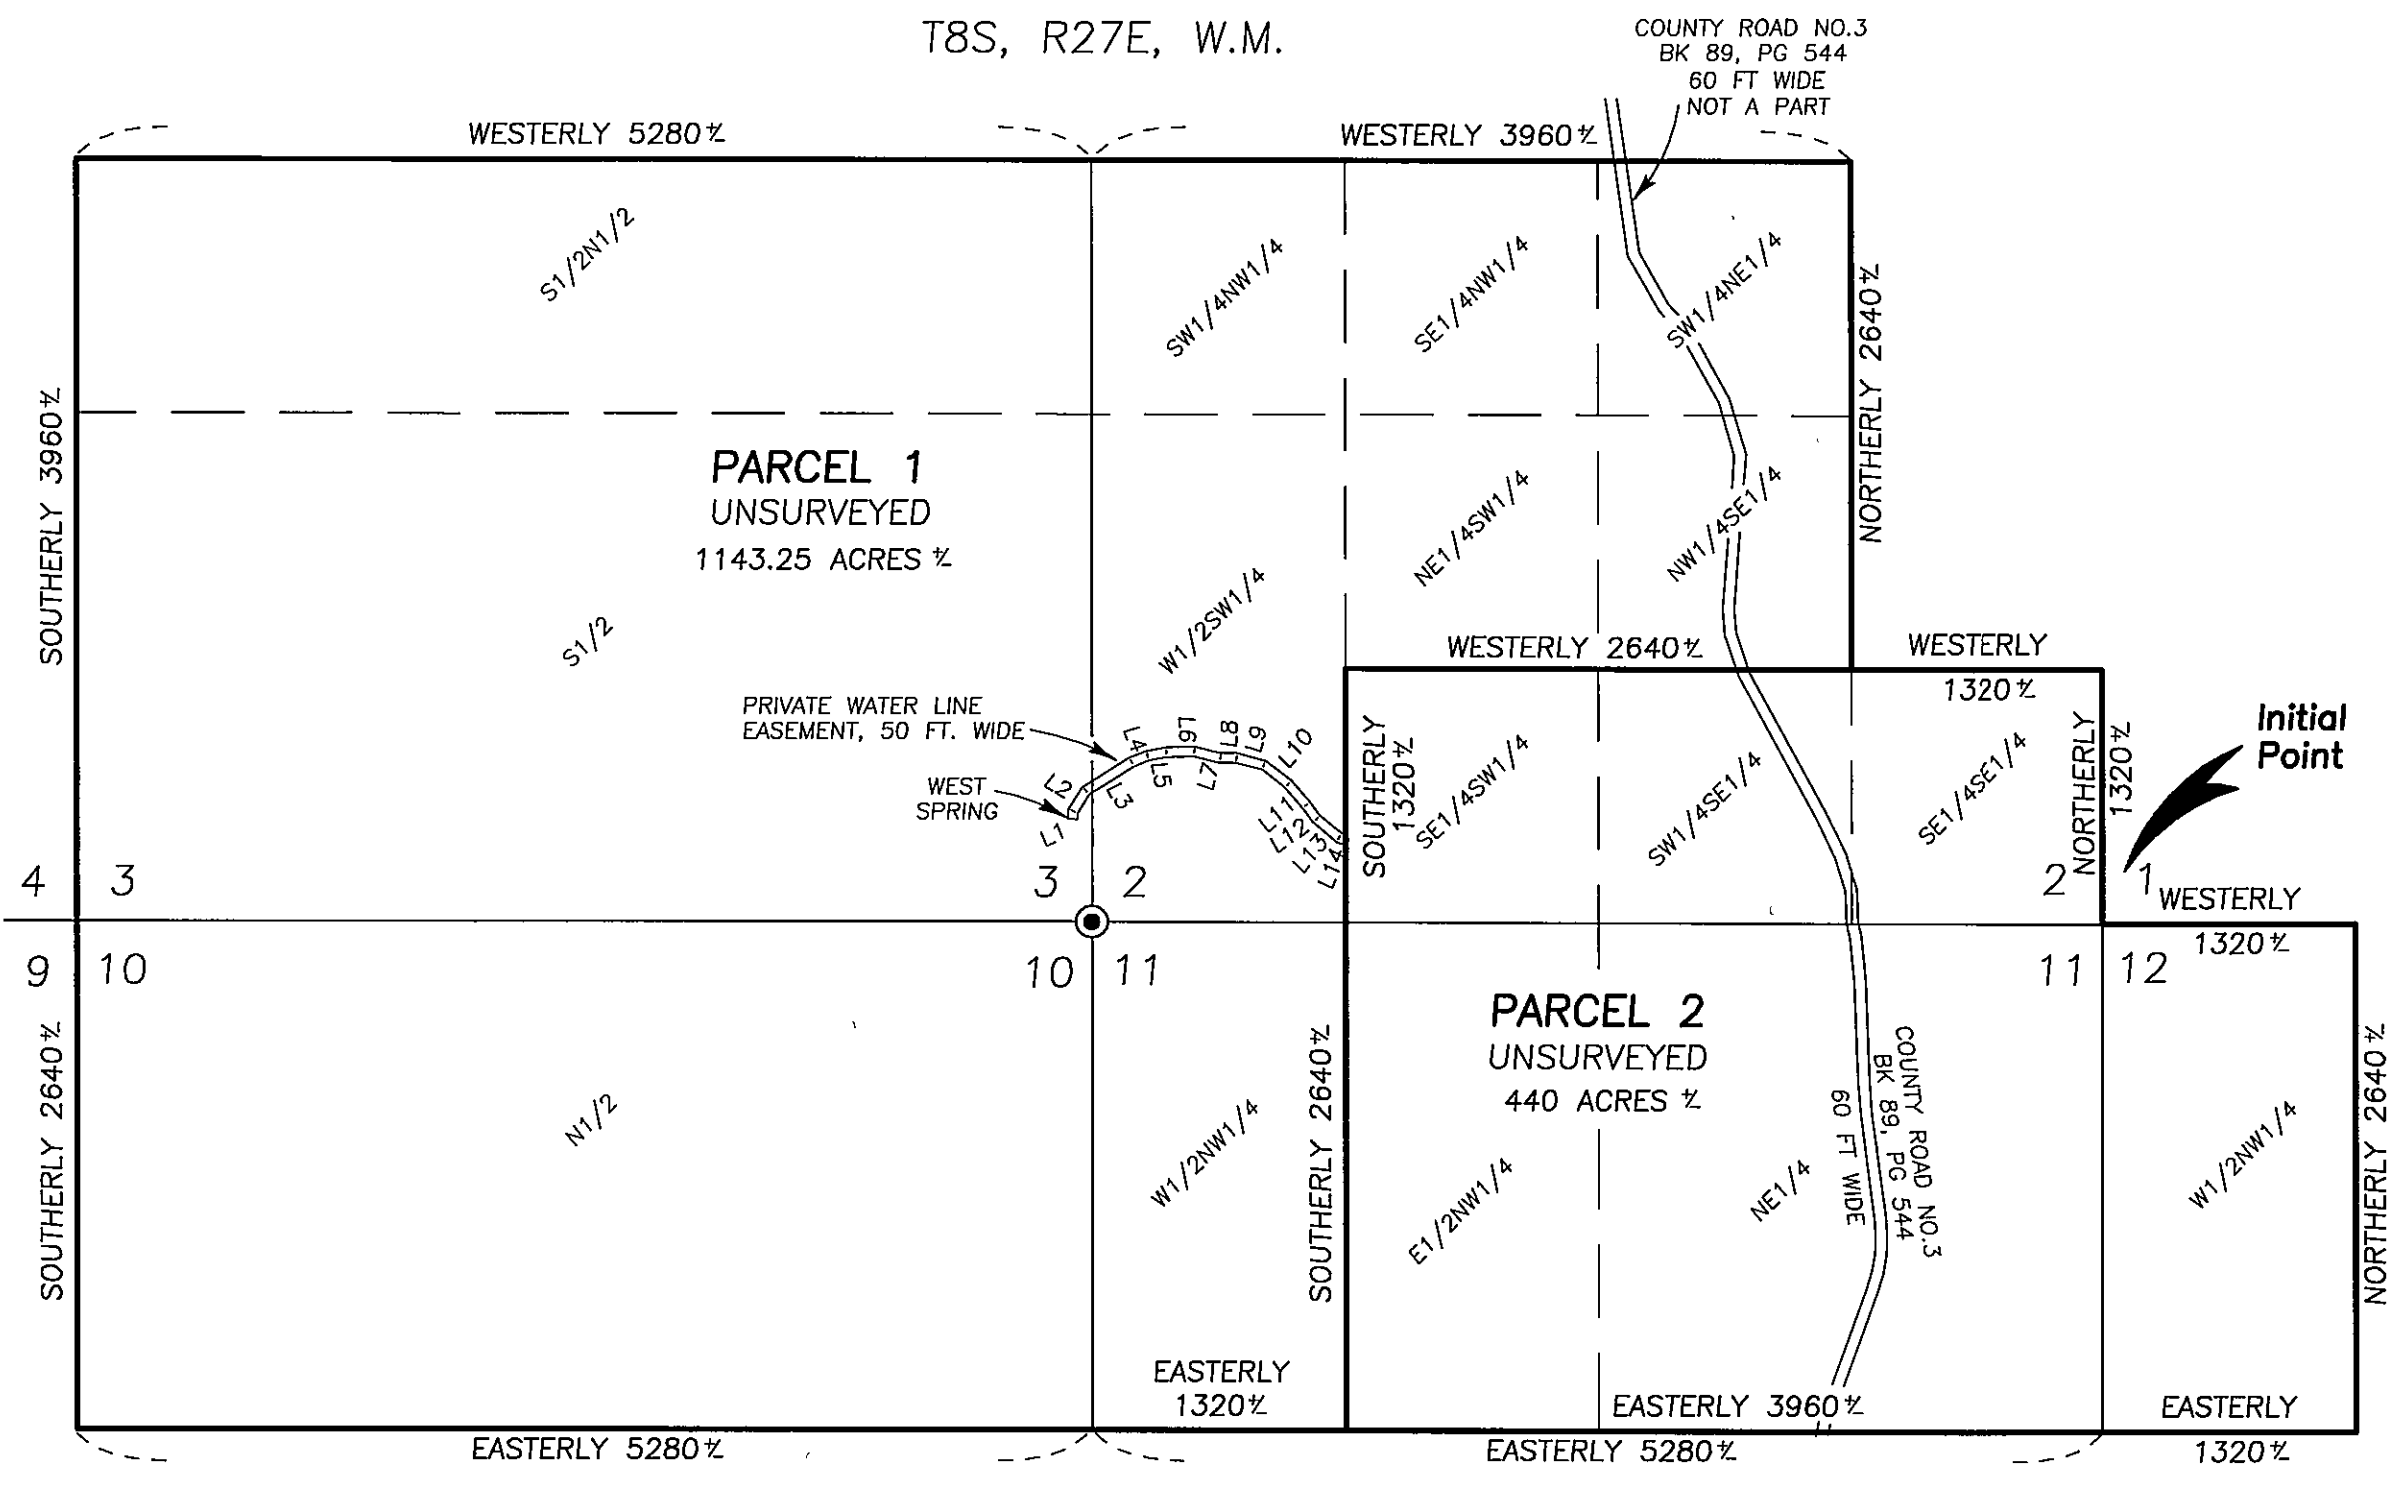 T8S, R27E, W.M.
COUNTY ROAD NO.3
BK 89, PG 544
60 FT WIDE
NOT A PART
WESTERLY 5280±
WESTERLY 3960±
S1/2N1/2
SW1/4NW1/4
SE1/4NW1/4
SW1/4NE1/4
NORTHERLY 2640±
SOUTHERLY 3960±
PARCEL 1
UNSURVEYED
1143.25 ACRES ±
S1/2
W1/2SW1/4
NE1/4SW1/4
NW1/4SE1/4
WESTERLY 2640±
WESTERLY
1320±
PRIVATE WATER LINE
EASEMENT, 50 FT. WIDE
WEST
SPRING
L1
L2
L3
L4
L5
L6
L7
L8
L9
L10
L11
L12
L13
L14
SOUTHERLY
1320±
SE1/4SW1/4
SW1/4SE1/4
SE1/4SE1/4
NORTHERLY
1320±
Initial
Point
4
3
3
2
2
1
WESTERLY
1320±
9
10
10
11
11
12
SOUTHERLY 2640±
N1/2
W1/2NW1/4
SOUTHERLY 2640±
PARCEL 2
UNSURVEYED
440 ACRES ±
E1/2NW1/4
NE1/4
COUNTY ROAD NO.3
BK 89, PG 544
60 FT WIDE
W1/2NW1/4
NORTHERLY 2640±
EASTERLY
1320±
EASTERLY 3960±
EASTERLY
1320±
EASTERLY 5280±
EASTERLY 5280±